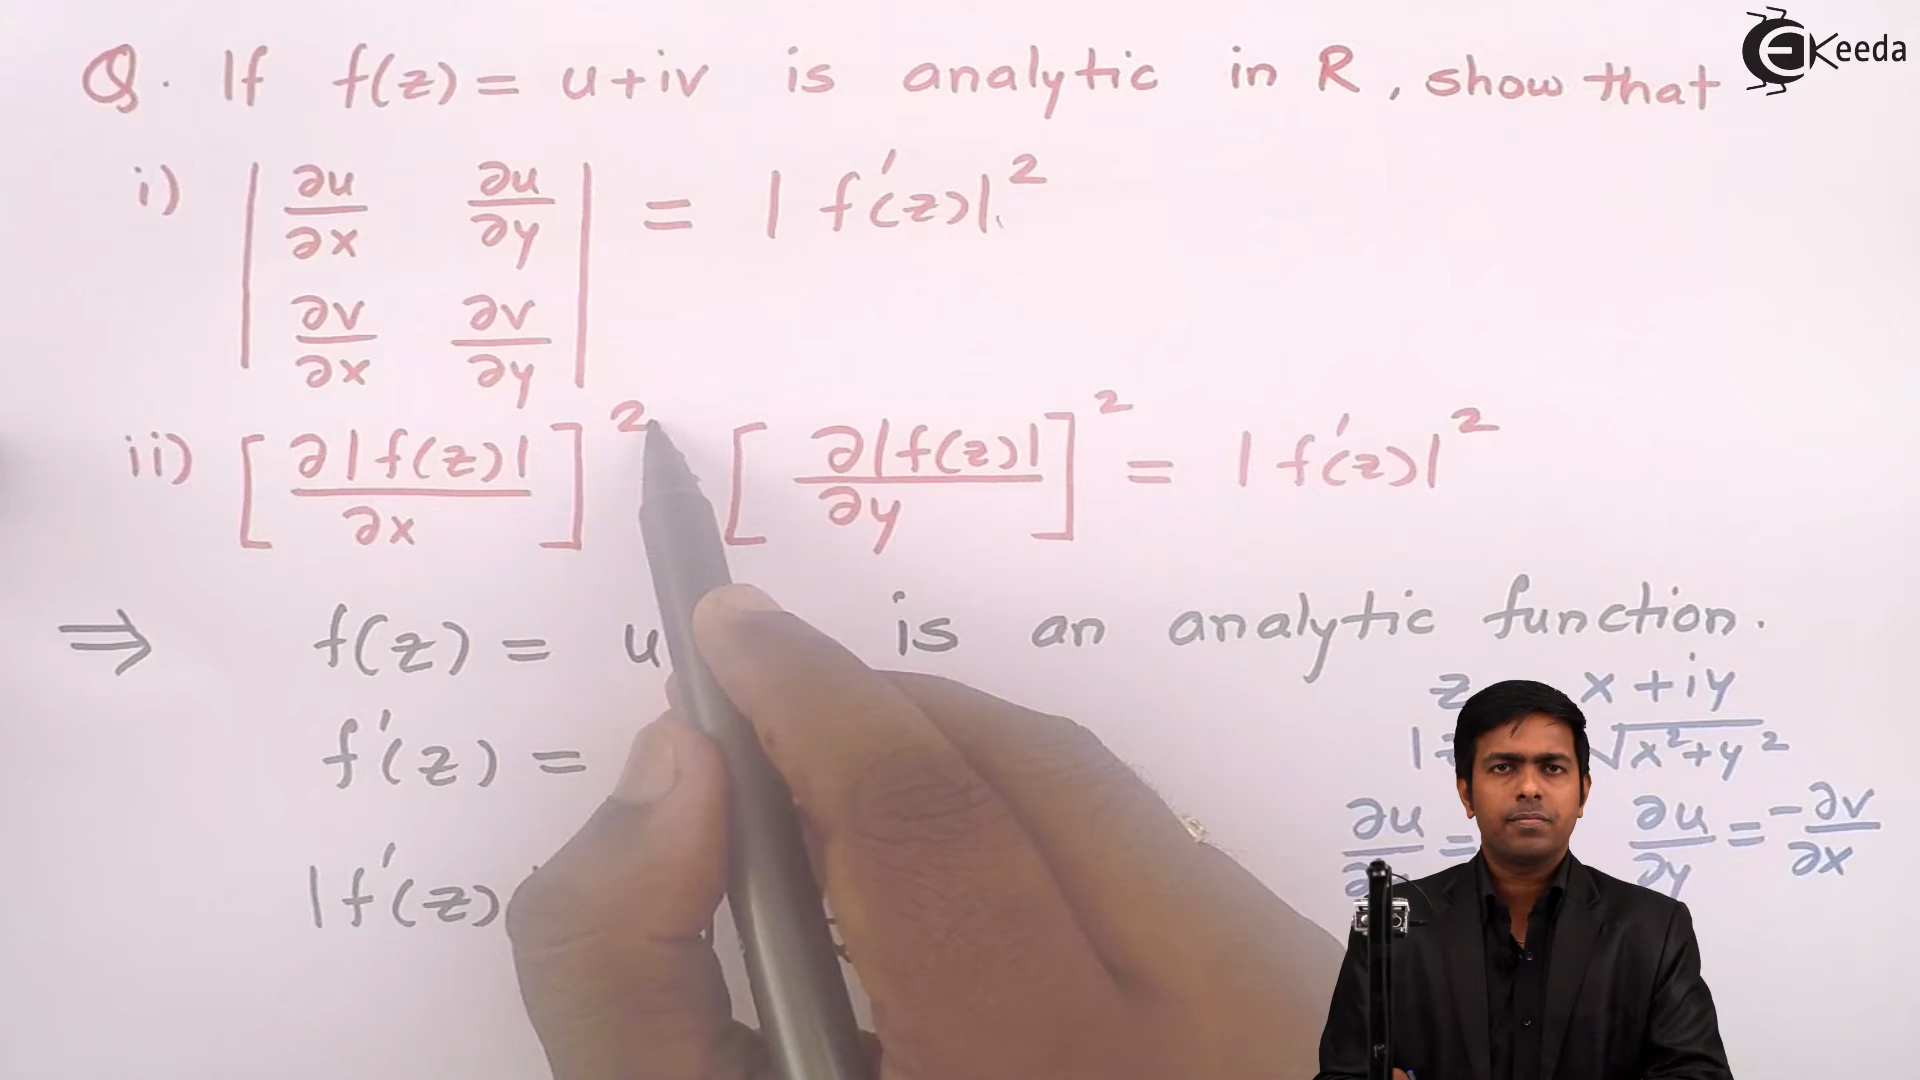 Q. If f(z) = u+iv is analytic in R, show that
EKeeda
i) | ∂u/∂x ∂u/∂y | = | f'(z)|²
| ∂v/∂x ∂v/∂y |
ii) [ ∂|f(z)| / ∂x ]² [ ∂|f(z)| / ∂y ]² = | f'(z)|²
⇒ f(z) = u is an analytic function.
z x + iy
f'(z) =
|z √x²+y²
∂u = ∂u/∂y = -∂v/∂x
|f'(z)